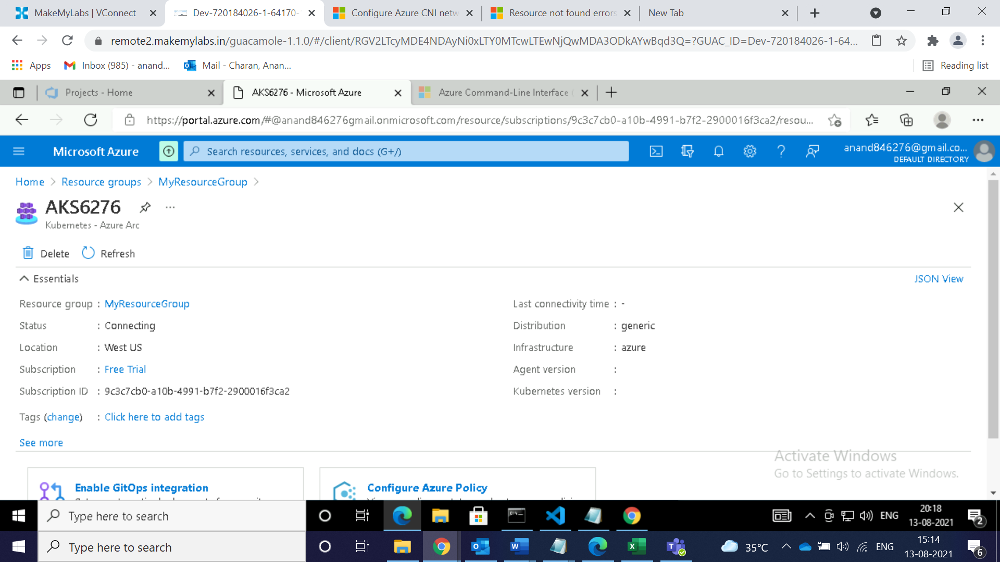 MakeMyLabs | VConnect
Dev-720184026-1-64170-
Configure Azure CNI netw
Resource not found errors
New Tab
remote2.makemylabs.in/guacamole-1.1.0/#/client/RGV2LTcyMDE4NDAyNi0xLTY0MTcwLTEwNjQwMDA3ODkAYwBqd3Q=?GUAC_ID=Dev-720184026-1-64...
Apps
Inbox (985) - anand...
Mail - Charan, Anan...
Reading list
Projects - Home
AKS6276 - Microsoft Azure
Azure Command-Line Interface (
https://portal.azure.com/#@anand846276gmail.onmicrosoft.com/resource/subscriptions/9c3c7cb0-a10b-4991-b7f2-2900016f3ca2/resou...
Microsoft Azure
Search resources, services, and docs (G+/)
anand846276@gmail.co...
DEFAULT DIRECTORY
Home > Resource groups > MyResourceGroup >
AKS6276
Kubernetes - Azure Arc
Delete
Refresh
Essentials
JSON View
Resource group : MyResourceGroup
Status : Connecting
Location : West US
Subscription : Free Trial
Subscription ID : 9c3c7cb0-a10b-4991-b7f2-2900016f3ca2
Tags (change) : Click here to add tags
See more
Last connectivity time : -
Distribution : generic
Infrastructure : azure
Agent version :
Kubernetes version :
Enable GitOps integration
Configure Azure Policy
Activate Windows
Go to Settings to activate Windows.
Type here to search
ENG
20:18
13-08-2021
2
Type here to search
35°C
ENG
15:14
13-08-2021
6